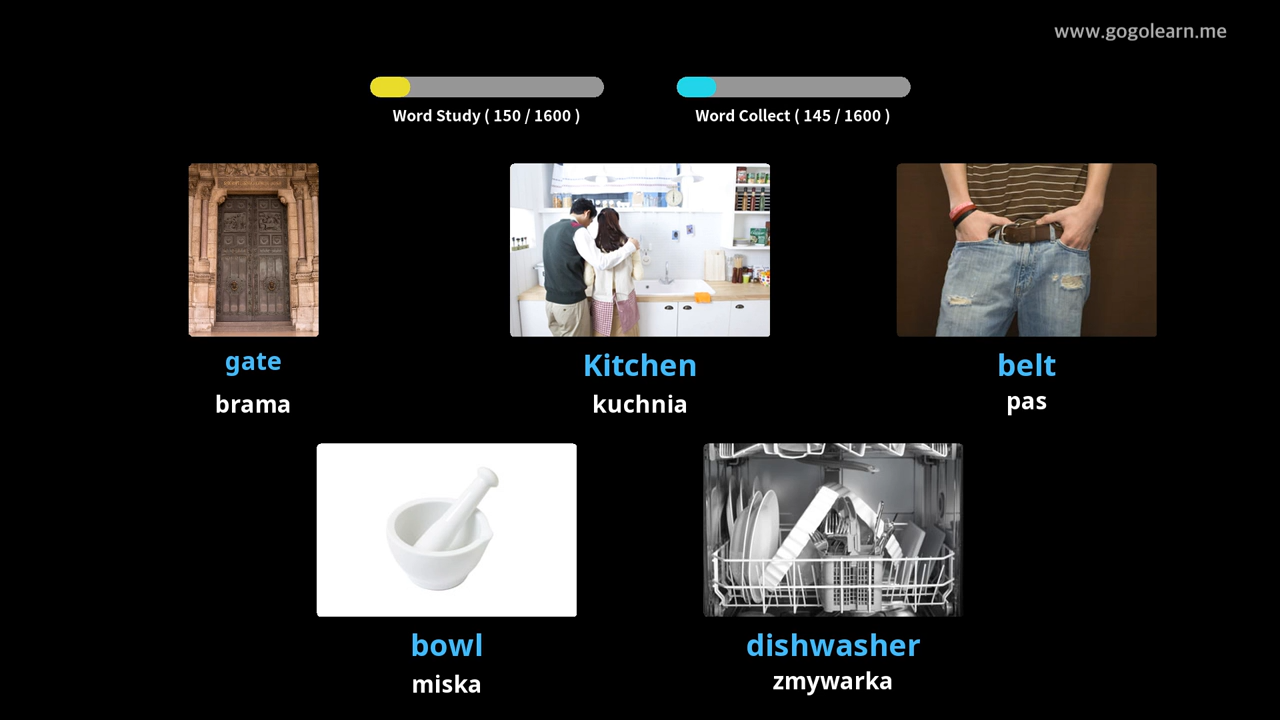 www.gogolearn.me
Word Study ( 150 / 1600 )
Word Collect ( 145 / 1600 )
gate
brama
Kitchen
kuchnia
belt
pas
bowl
miska
dishwasher
zmywarka